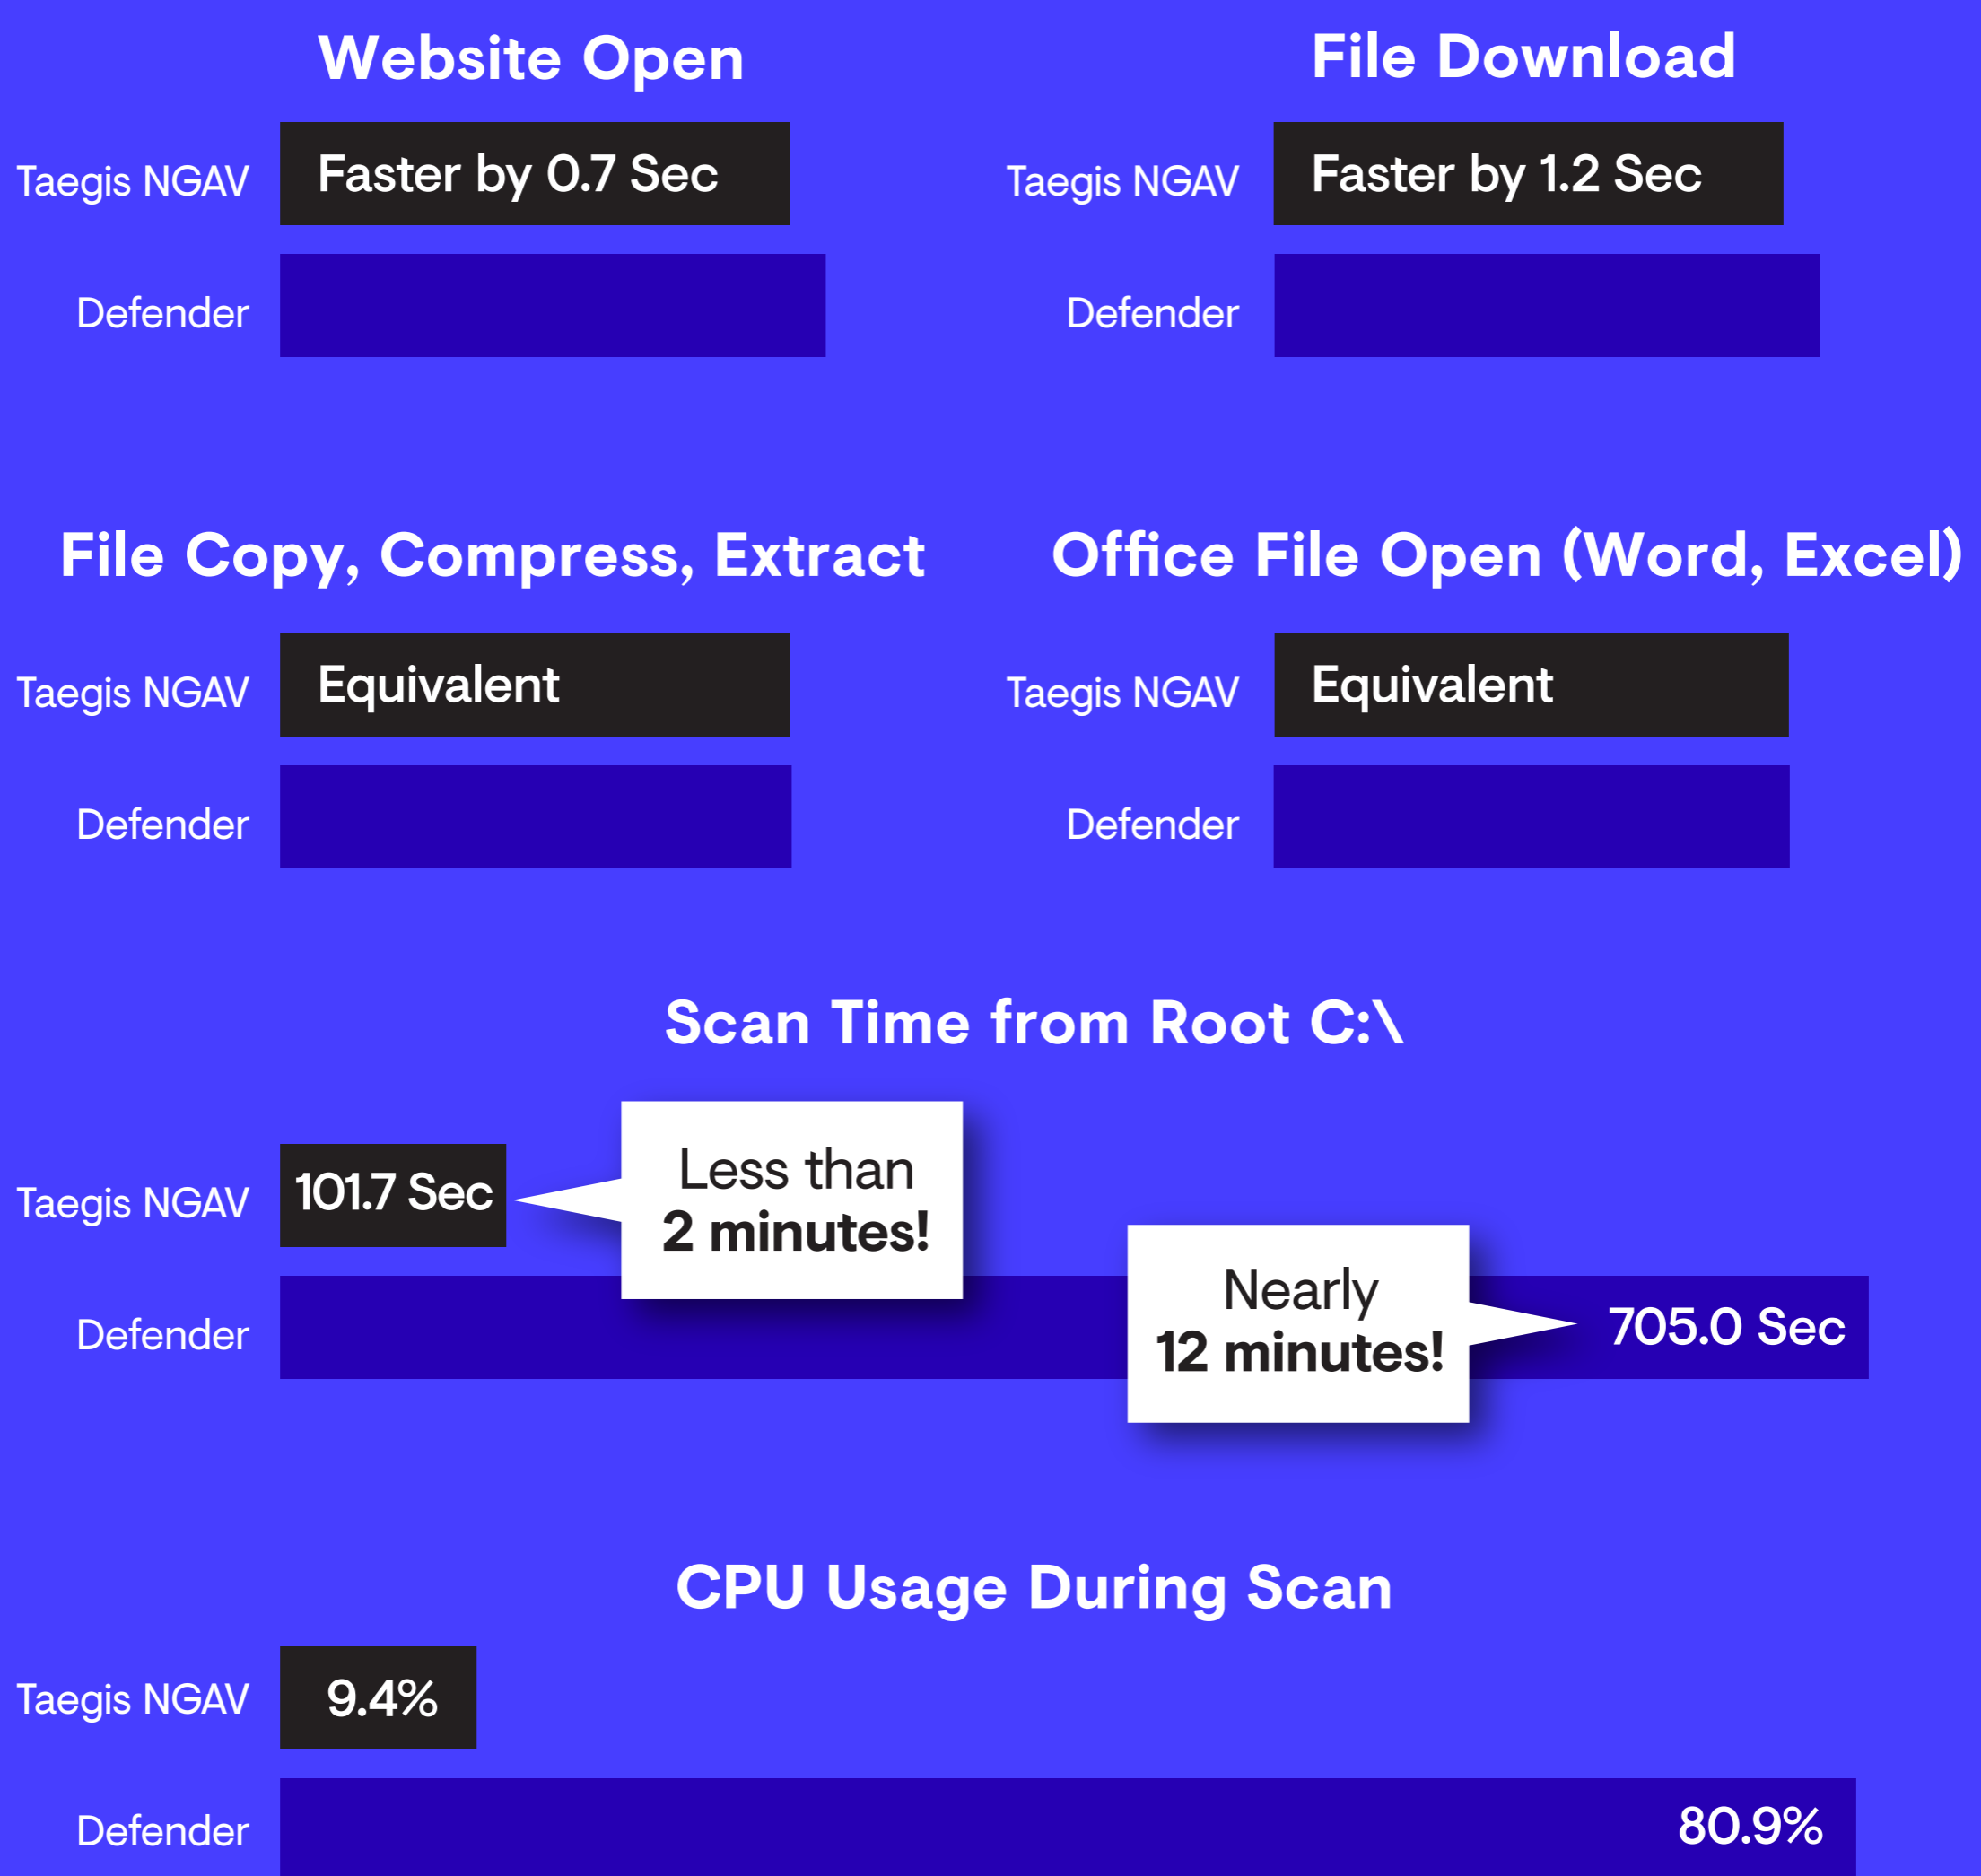 Website Open
Taegis NGAV
Faster by 0.7 Sec
Defender
File Download
Taegis NGAV
Faster by 1.2 Sec
Defender
File Copy, Compress, Extract
Taegis NGAV
Equivalent
Defender
Office File Open (Word, Excel)
Taegis NGAV
Equivalent
Defender
Scan Time from Root C:\
Taegis NGAV
101.7 Sec
Less than
2 minutes!
Defender
Nearly
12 minutes!
705.0 Sec
CPU Usage During Scan
Taegis NGAV
9.4%
Defender
80.9%